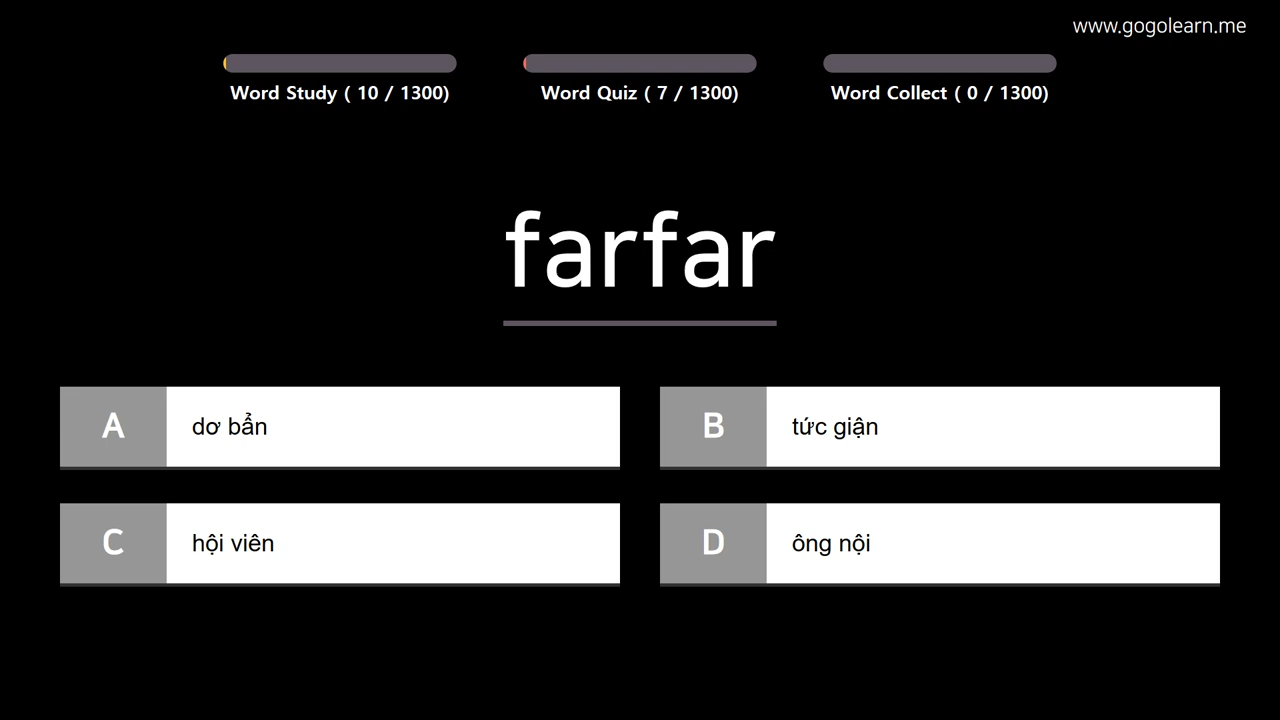 www.gogolearn.me
Word Study ( 10 / 1300)
Word Quiz ( 7 / 1300)
Word Collect ( 0 / 1300)
farfar
A dơ bẩn
B tức giận
C hội viên
D ông nội